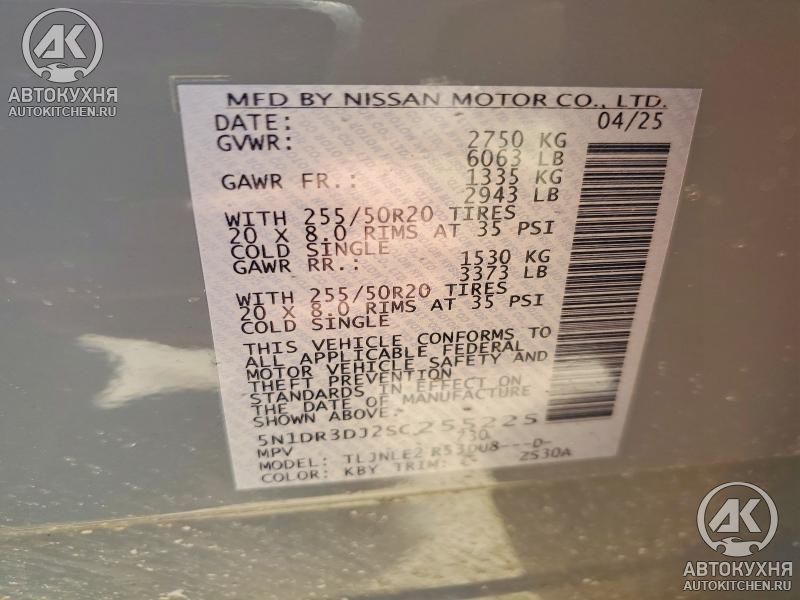 AK
АВТОКУХНЯ
AUTOKITCHEN.RU
MFD BY NISSAN MOTOR CO., LTD.
DATE: 04/25
GVWR: 2750 KG
6063 LB
GAWR FR.: 1335 KG
2943 LB
WITH 255/50R20 TIRES
20 X 8.0 RIMS AT 35 PSI
COLD SINGLE
GAWR RR.: 1530 KG
3373 LB
WITH 255/50R20 TIRES
20 X 8.0 RIMS AT 35 PSI
COLD SINGLE
THIS VEHICLE CONFORMS TO
ALL APPLICABLE FEDERAL
MOTOR VEHICLE SAFETY AND
THEFT PREVENTION
STANDARDS IN EFFECT ON
THE DATE OF MANUFACTURE
SHOWN ABOVE.
5N1DR3DJ2SC255225
MPV 730
MODEL: TLJNLE2
COLOR: KBY TRIM: 2S30A
AK
АВТОКУХНЯ
AUTOKITCHEN.RU